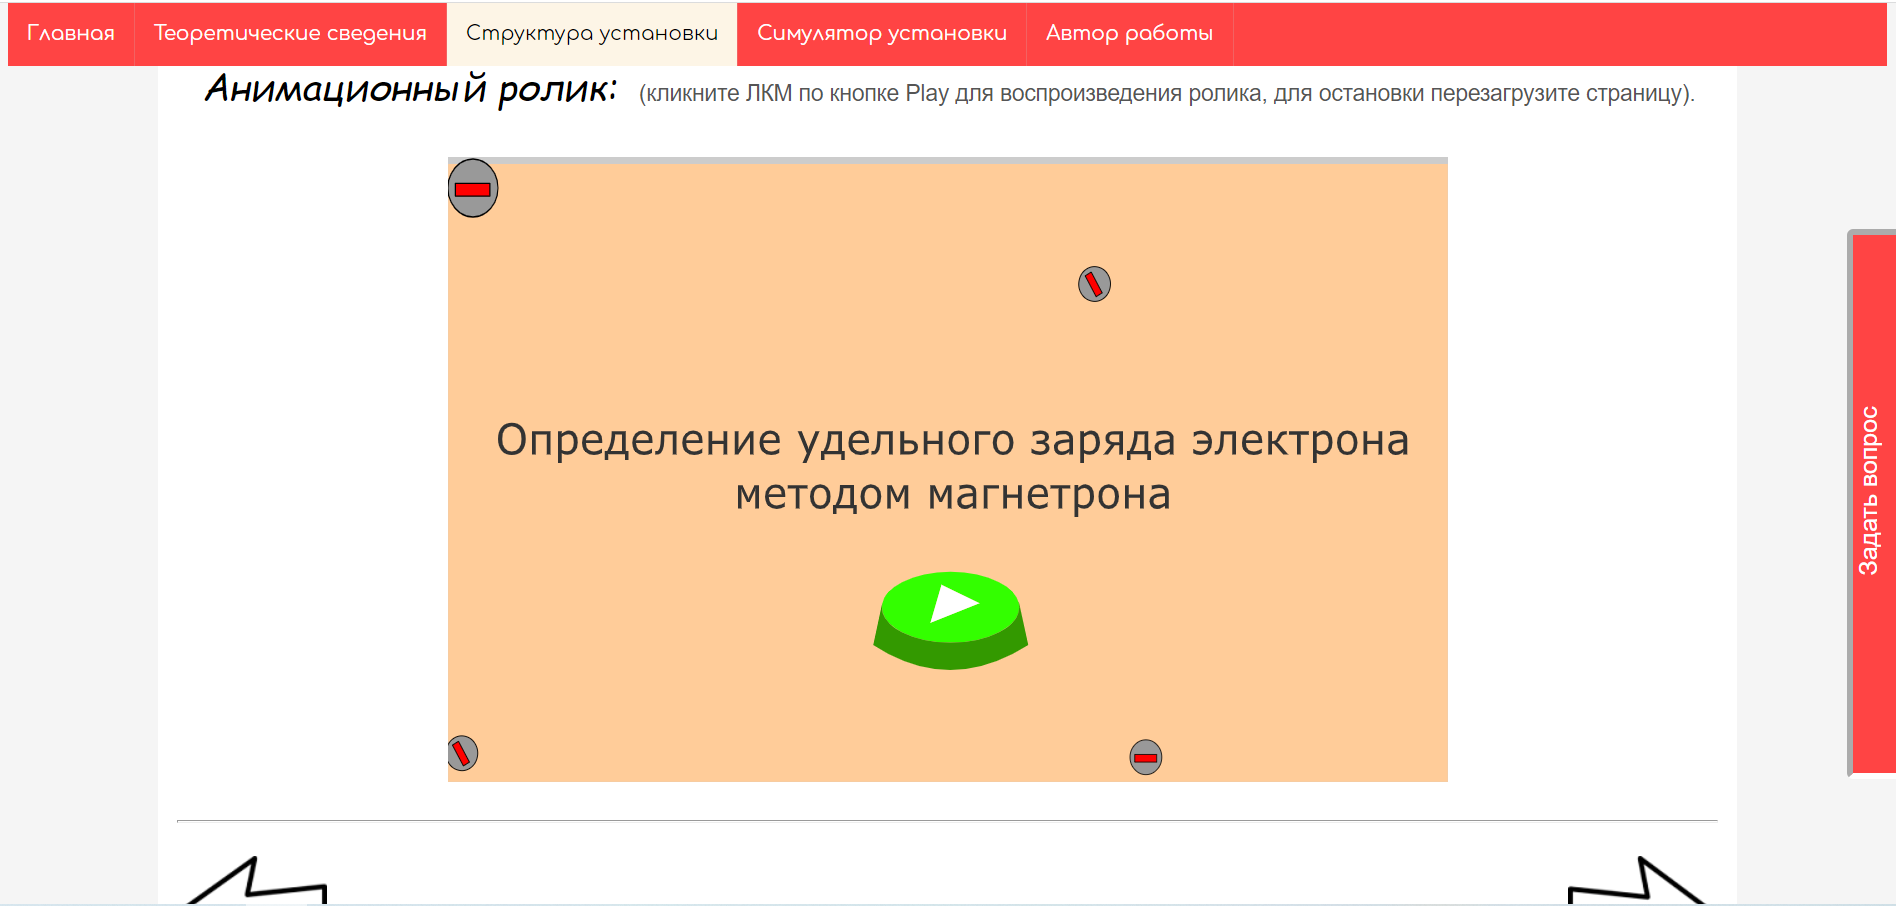 Главная Теоретические сведения Структура установки Симулятор установки Автор работы
Анимационный ролик: (кликните ЛКМ по кнопке Play для воспроизведения ролика, для остановки перезагрузите страницу).
Определение удельного заряда электрона
методом магнетрона
Задать вопрос